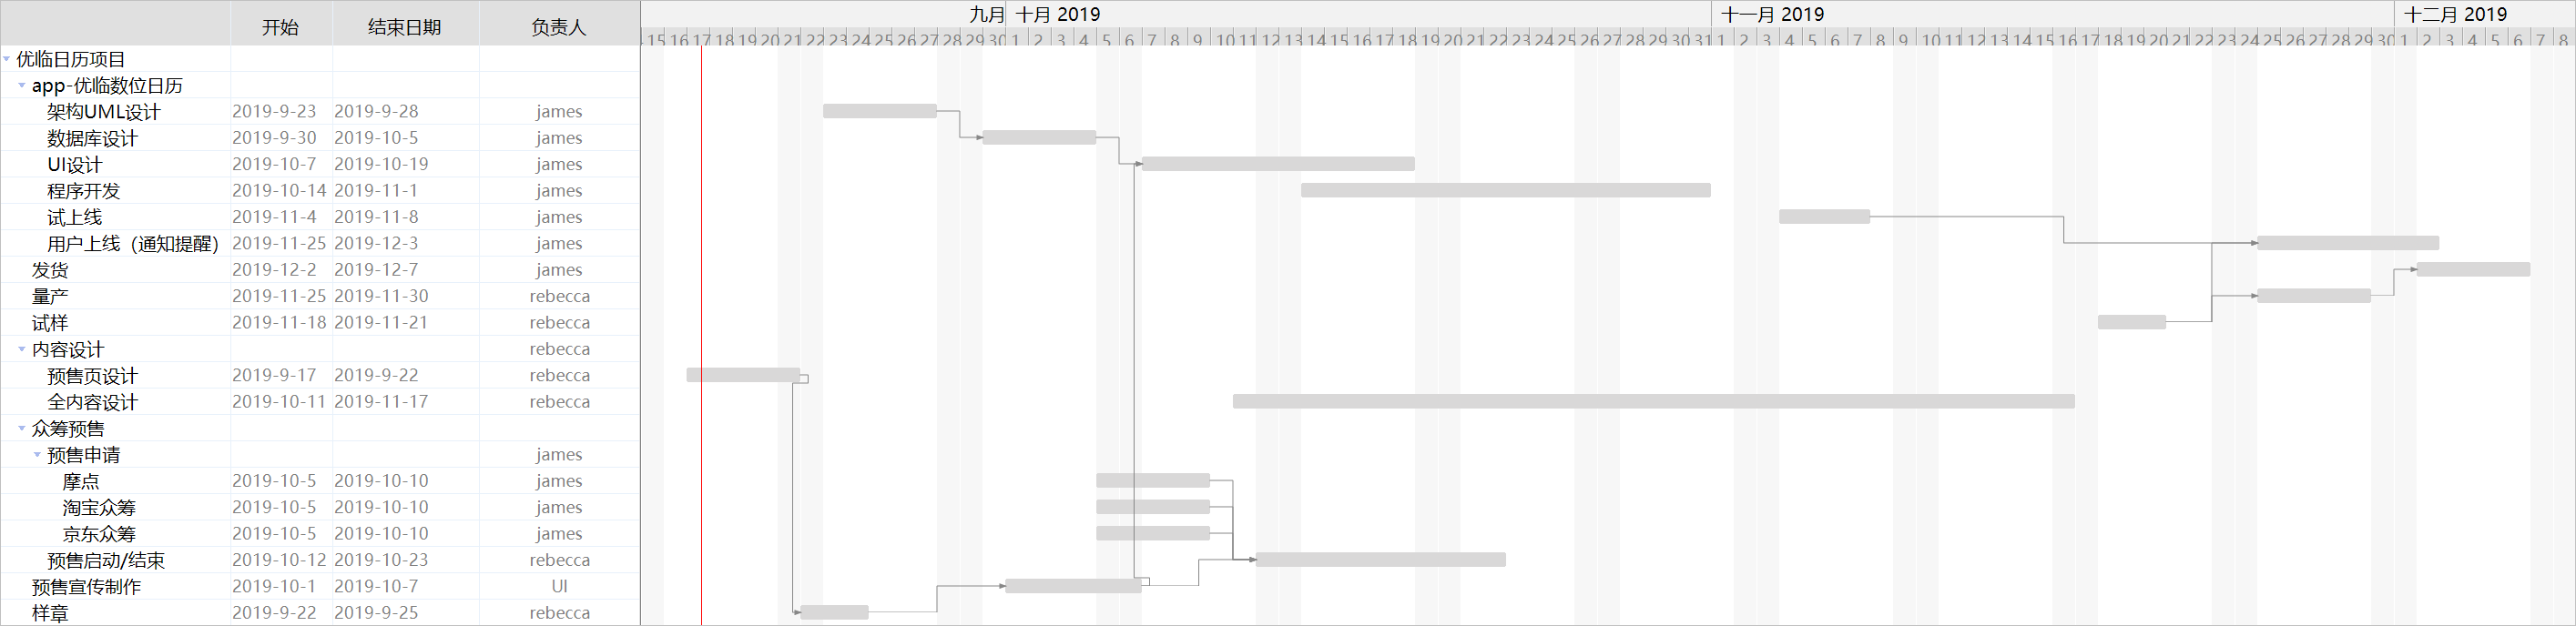 九月 十月 2019 十一月 2019 十二月 2019
开始 结束日期 负责人
15 16 17 18 19 20 21 22 23 24 25 26 27 28 29 30 1 2 3 4 5 6 7 8 9 10 11 12 13 14 15 16 17 18 19 20 21 22 23 24 25 26 27 28 29 30 31 1 2 3 4 5 6 7 8 9 10 11 12 13 14 15 16 17 18 19 20 21 22 23 24 25 26 27 28 29 30 1 2 3 4 5 6 7 8
优临日历项目
app-优临数位日历
架构UML设计 2019-9-23 2019-9-28 james
数据库设计 2019-9-30 2019-10-5 james
UI设计 2019-10-7 2019-10-19 james
程序开发 2019-10-14 2019-11-1 james
试上线 2019-11-4 2019-11-8 james
用户上线（通知提醒） 2019-11-25 2019-12-3 james
发货 2019-12-2 2019-12-7 james
量产 2019-11-25 2019-11-30 rebecca
试样 2019-11-18 2019-11-21 rebecca
内容设计 rebecca
预售页设计 2019-9-17 2019-9-22 rebecca
全内容设计 2019-10-11 2019-11-17 rebecca
众筹预售
预售申请 james
摩点 2019-10-5 2019-10-10 james
淘宝众筹 2019-10-5 2019-10-10 james
京东众筹 2019-10-5 2019-10-10 james
预售启动/结束 2019-10-12 2019-10-23 rebecca
预售宣传制作 2019-10-1 2019-10-7 UI
样章 2019-9-22 2019-9-25 rebecca